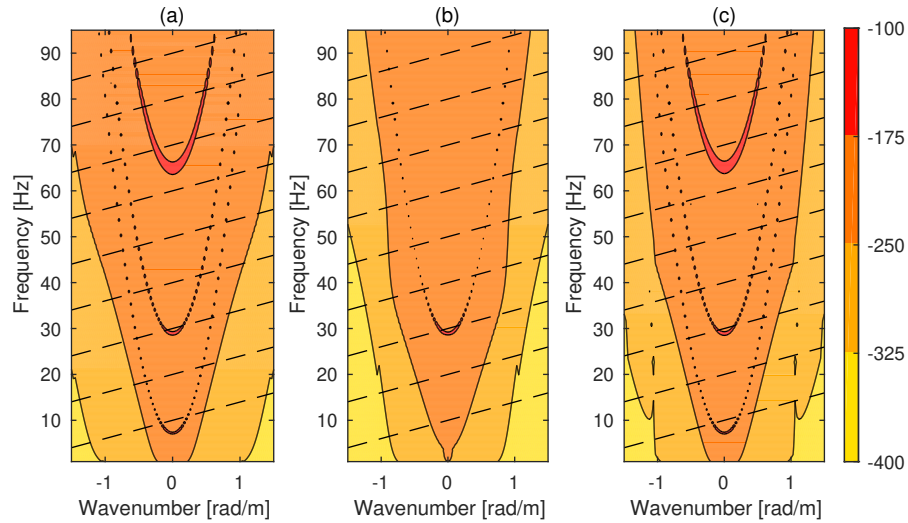 (a) (b) (c)
90 90 90 -100
80 80 80
70 70 70 -175
60 60 60
50 50 50 -250
40 40 40
30 30 30 -325
20 20 20
10 10 10 -400
Frequency [Hz] Frequency [Hz] Frequency [Hz]
-1 0 1 -1 0 1 -1 0 1
Wavenumber [rad/m] Wavenumber [rad/m] Wavenumber [rad/m]